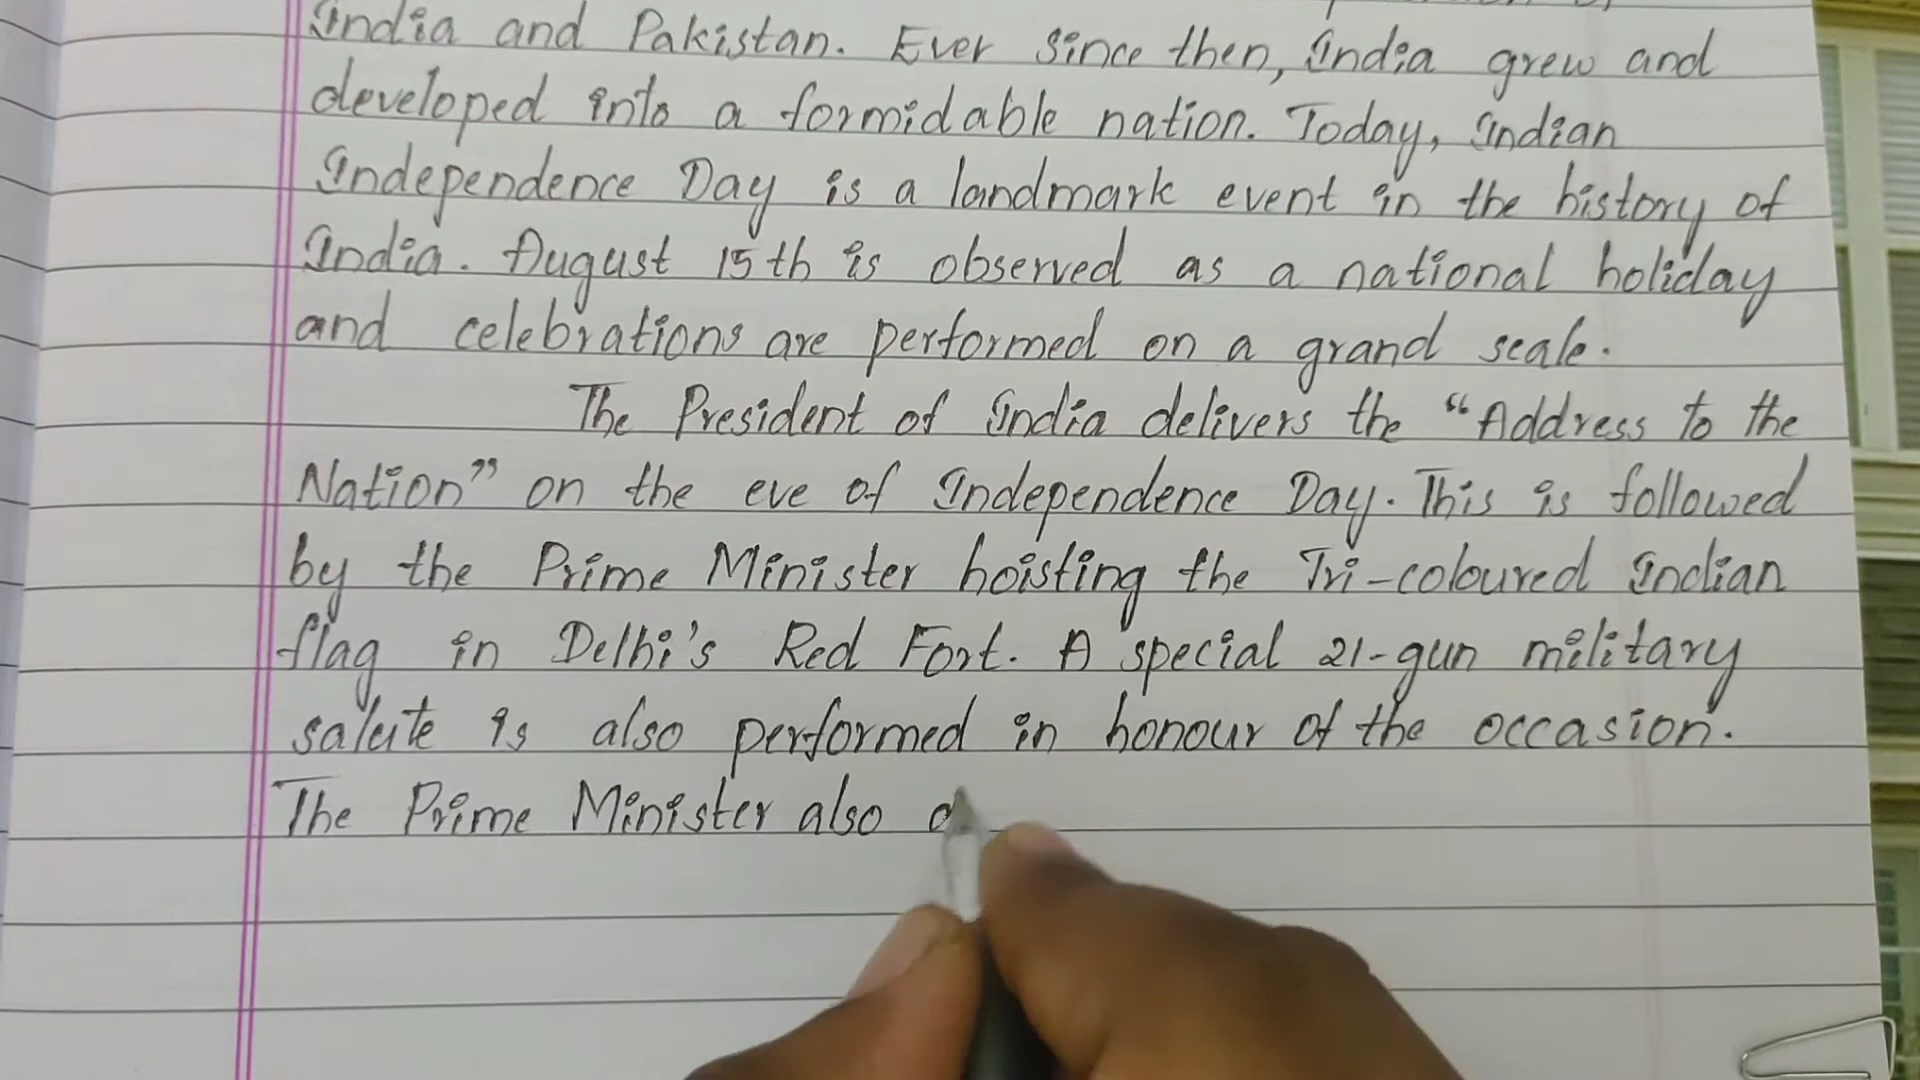 India and Pakistan. Ever since then, India grew and
developed into a formidable nation. Today, Indian
Independence Day is a landmark event in the history of
India. August 15th is observed as a national holiday
and celebrations are performed on a grand scale.
The President of India delivers the "Address to the
Nation" on the eve of Independence Day. This is followed
by the Prime Minister hoisting the Tri-coloured Indian
flag in Delhi's Red Fort. A special 21-gun military
salute is also performed in honour of the occasion.
The Prime Minister also